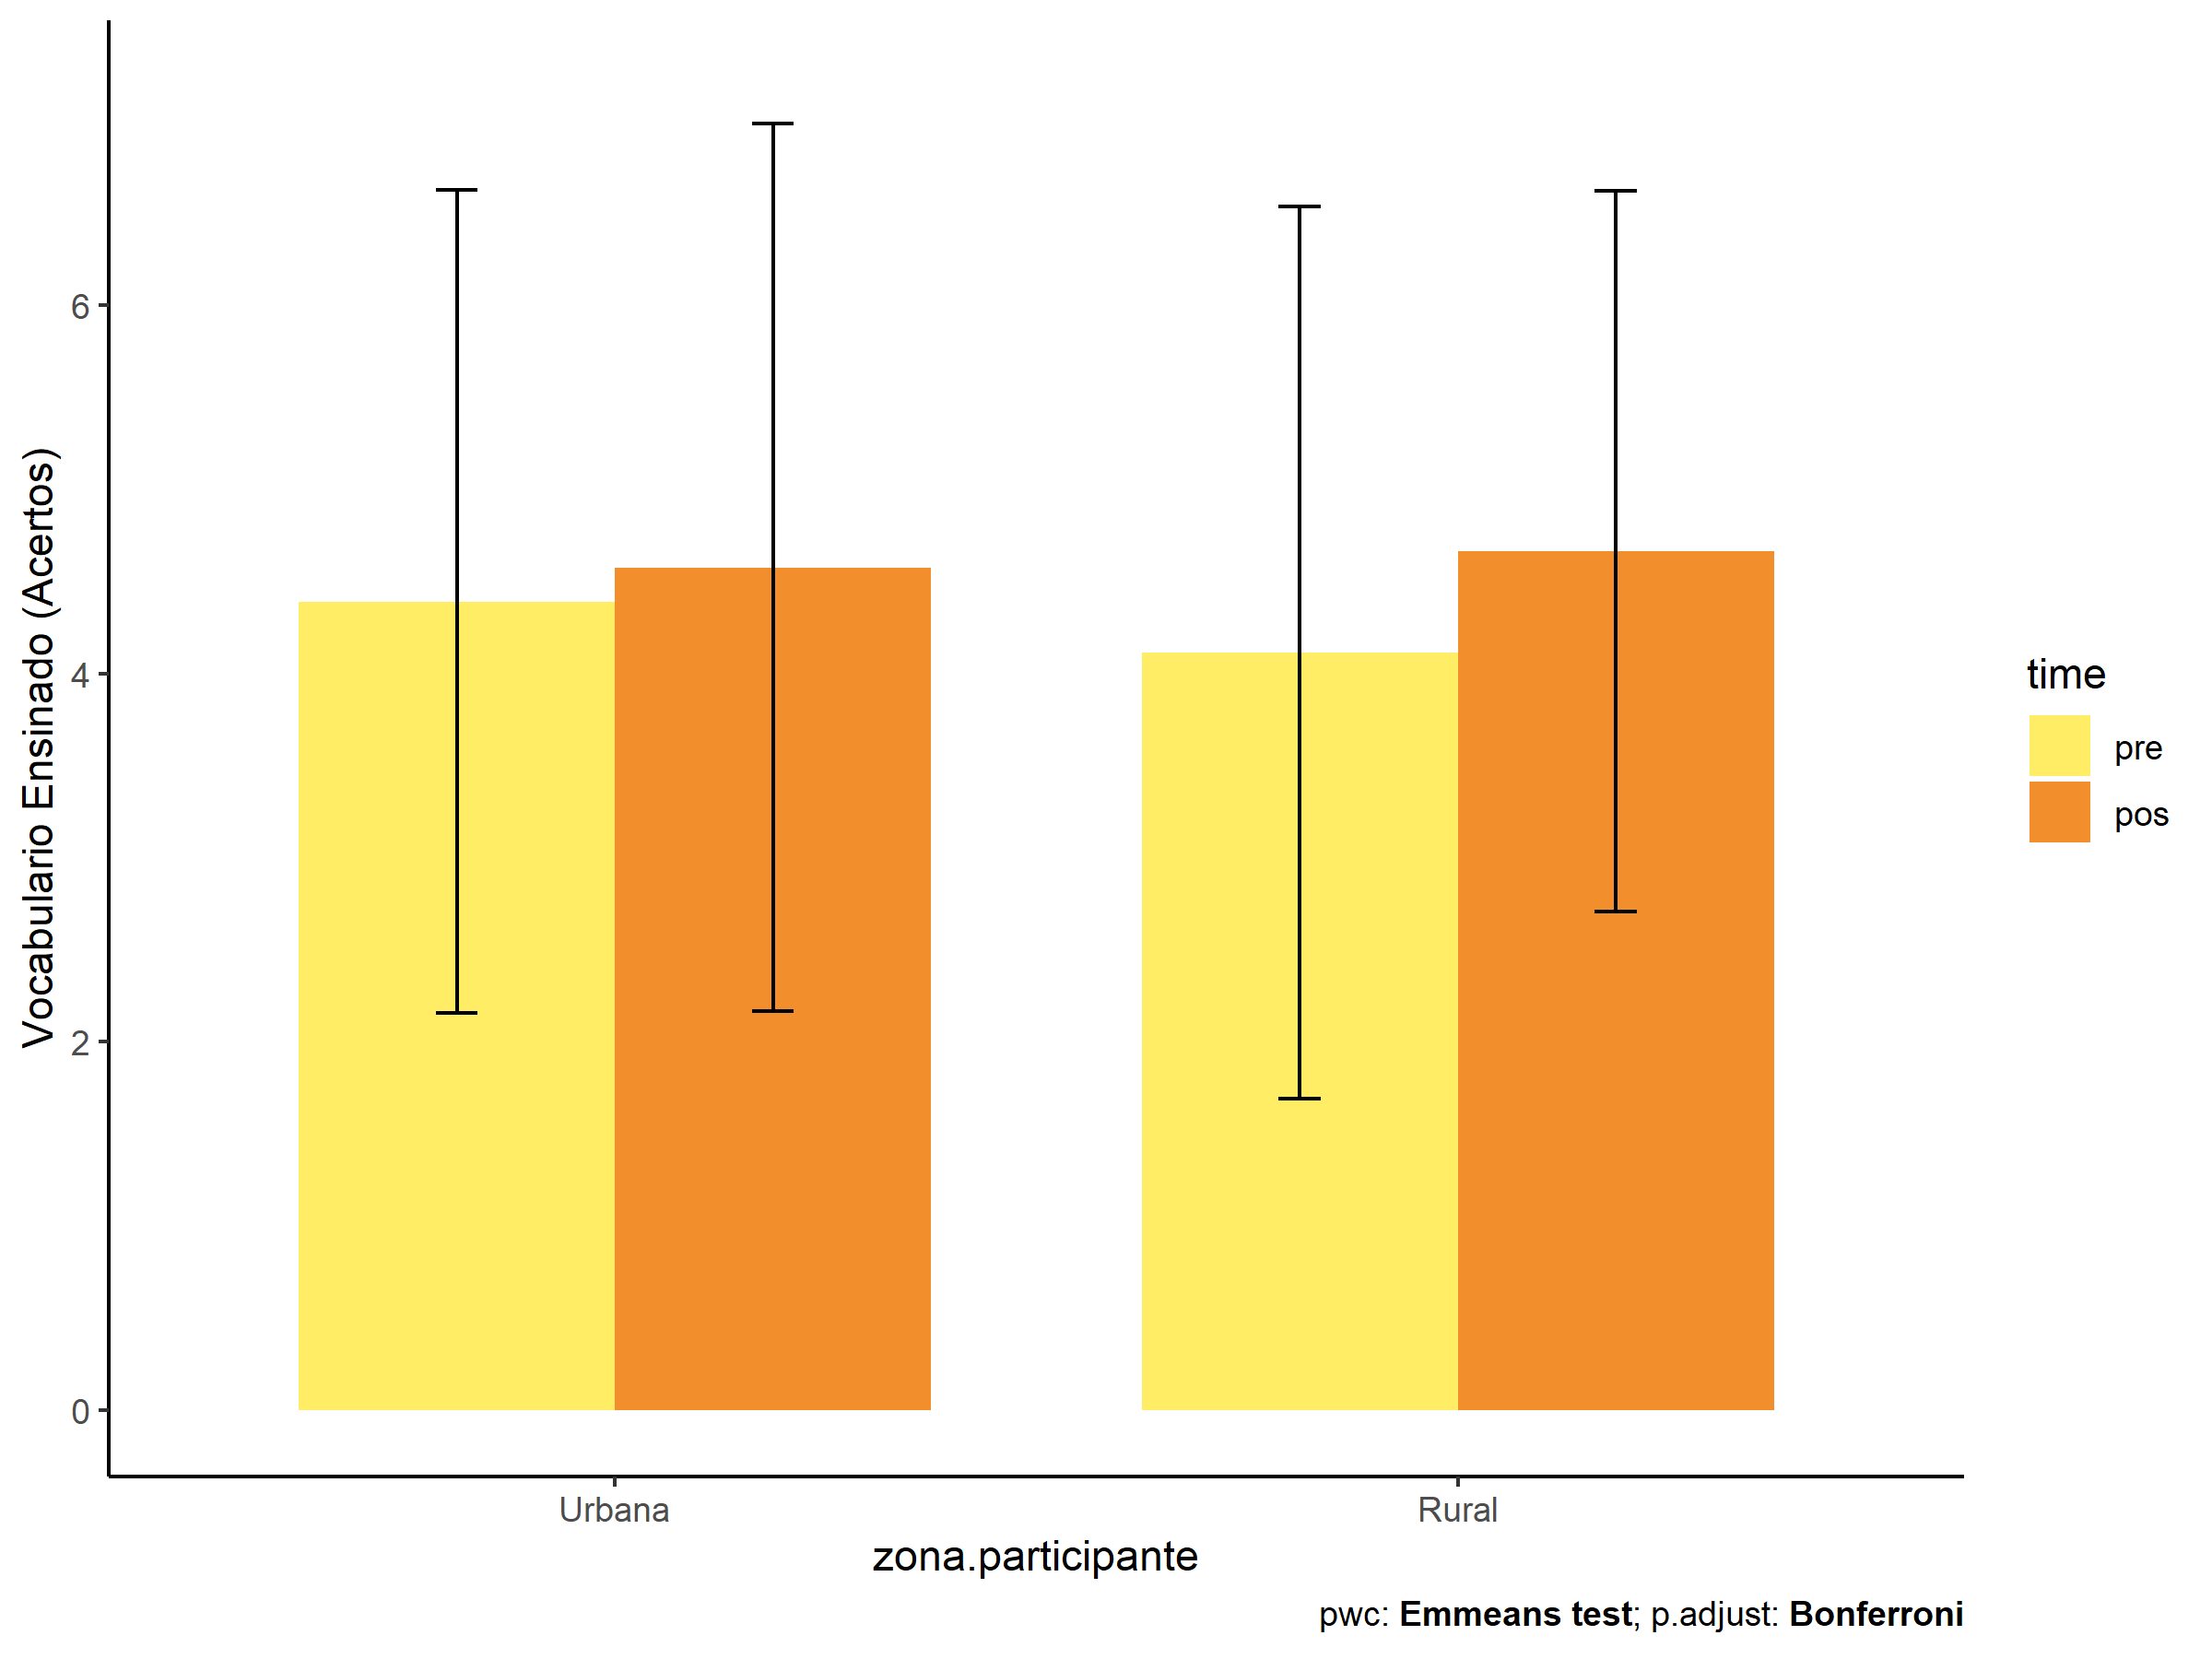 Vocabulario Ensinado (Acertos)
6
4
2
0
Urbana
Rural
zona.participante
time
pre
pos
pwc: Emmeans test; p.adjust: Bonferroni